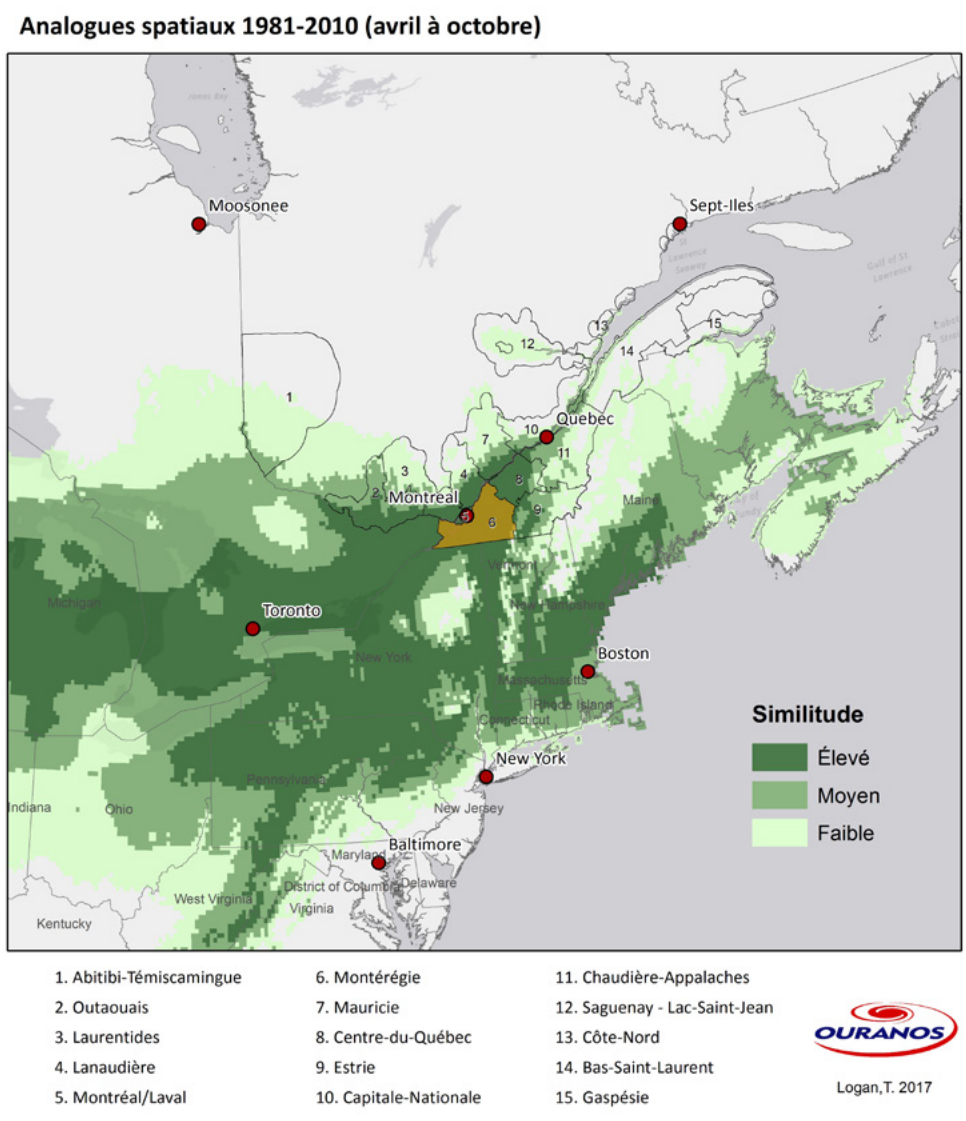 Analogues spatiaux 1981-2010 (avril à octobre)
James Bay
Moosonee
Sept-Iles
St.
Lawrence
Seaway
Gulf of St.
Lawrence
13
15
12
14
1
Quebec
10
7
11
3
4
8
2
Montreal
5
6
9
Maine
Vermont
Michigan
New Hampshire
Toronto
New York
Boston
Massachusetts
Rhode Island
Connecticut
New York
Pennsylvania
Indiana
Ohio
New Jersey
Baltimore
Maryland
District of Columbia
Delaware
West Virginia
Virginia
Kentucky
Similitude
Élevé
Moyen
Faible
1. Abitibi-Témiscamingue
2. Outaouais
3. Laurentides
4. Lanaudière
5. Montréal/Laval
6. Montérégie
7. Mauricie
8. Centre-du-Québec
9. Estrie
10. Capitale-Nationale
11. Chaudière-Appalaches
12. Saguenay - Lac-Saint-Jean
13. Côte-Nord
14. Bas-Saint-Laurent
15. Gaspésie
OURANOS
Logan,T. 2017